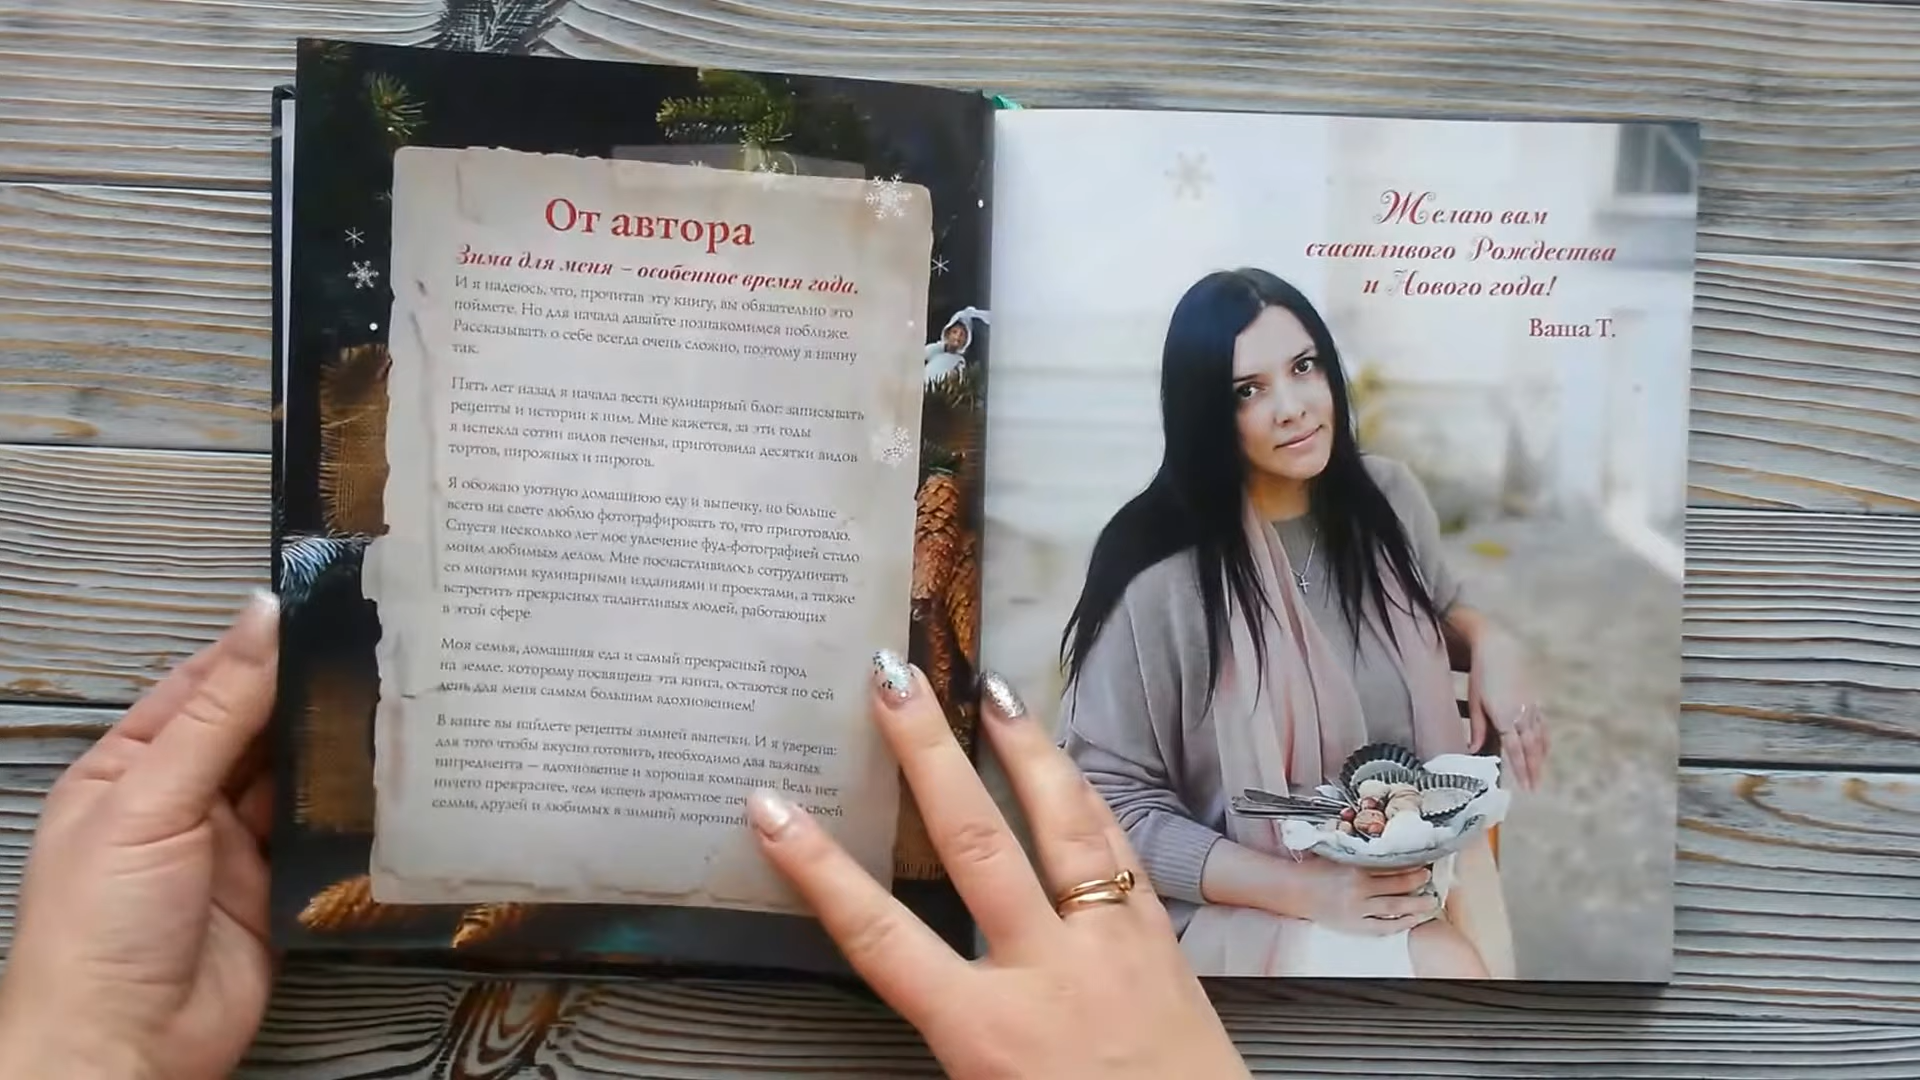 От автора
Зима для меня – особенное время года.
И я надеюсь, что, прочитав эту книгу, вы обязательно это
поймете. Но для начала давайте познакомимся поближе.
Рассказывать о себе всегда очень сложно, поэтому я начну
так.
Пять лет назад я начала вести кулинарный блог: записывать
рецепты и истории к ним. Мне кажется, за эти годы
я испекла сотни видов печенья, приготовила десятки видов
тортов, пирожных и пирогов.
Я обожаю уютную домашнюю еду и выпечку, но больше
всего на свете люблю фотографировать то, что приготовлю.
Спустя несколько лет мое увлечение фуд-фотографией стало
моим любимым делом. Мне посчастливилось сотрудничать
со многими кулинарными изданиями и проектами, а также
встретить прекрасных талантливых людей, работающих
в этой сфере
Моя семья, домашняя еда и самый прекрасный город
на земле, которому посвящена эта книга, остаются по сей
день для меня самым большим вдохновением!
В книге вы найдете рецепты зимней выпечки. И я уверена:
для того чтобы вкусно готовить, необходимо два важных
ингредиента – вдохновение и хорошая компания. Ведь нет
ничего прекраснее, чем испечь ароматное своей
семьи, друзей и любимых в зимний морозный
Желаю вам
счастливого Рождества
и Нового года!
Ваша Т.